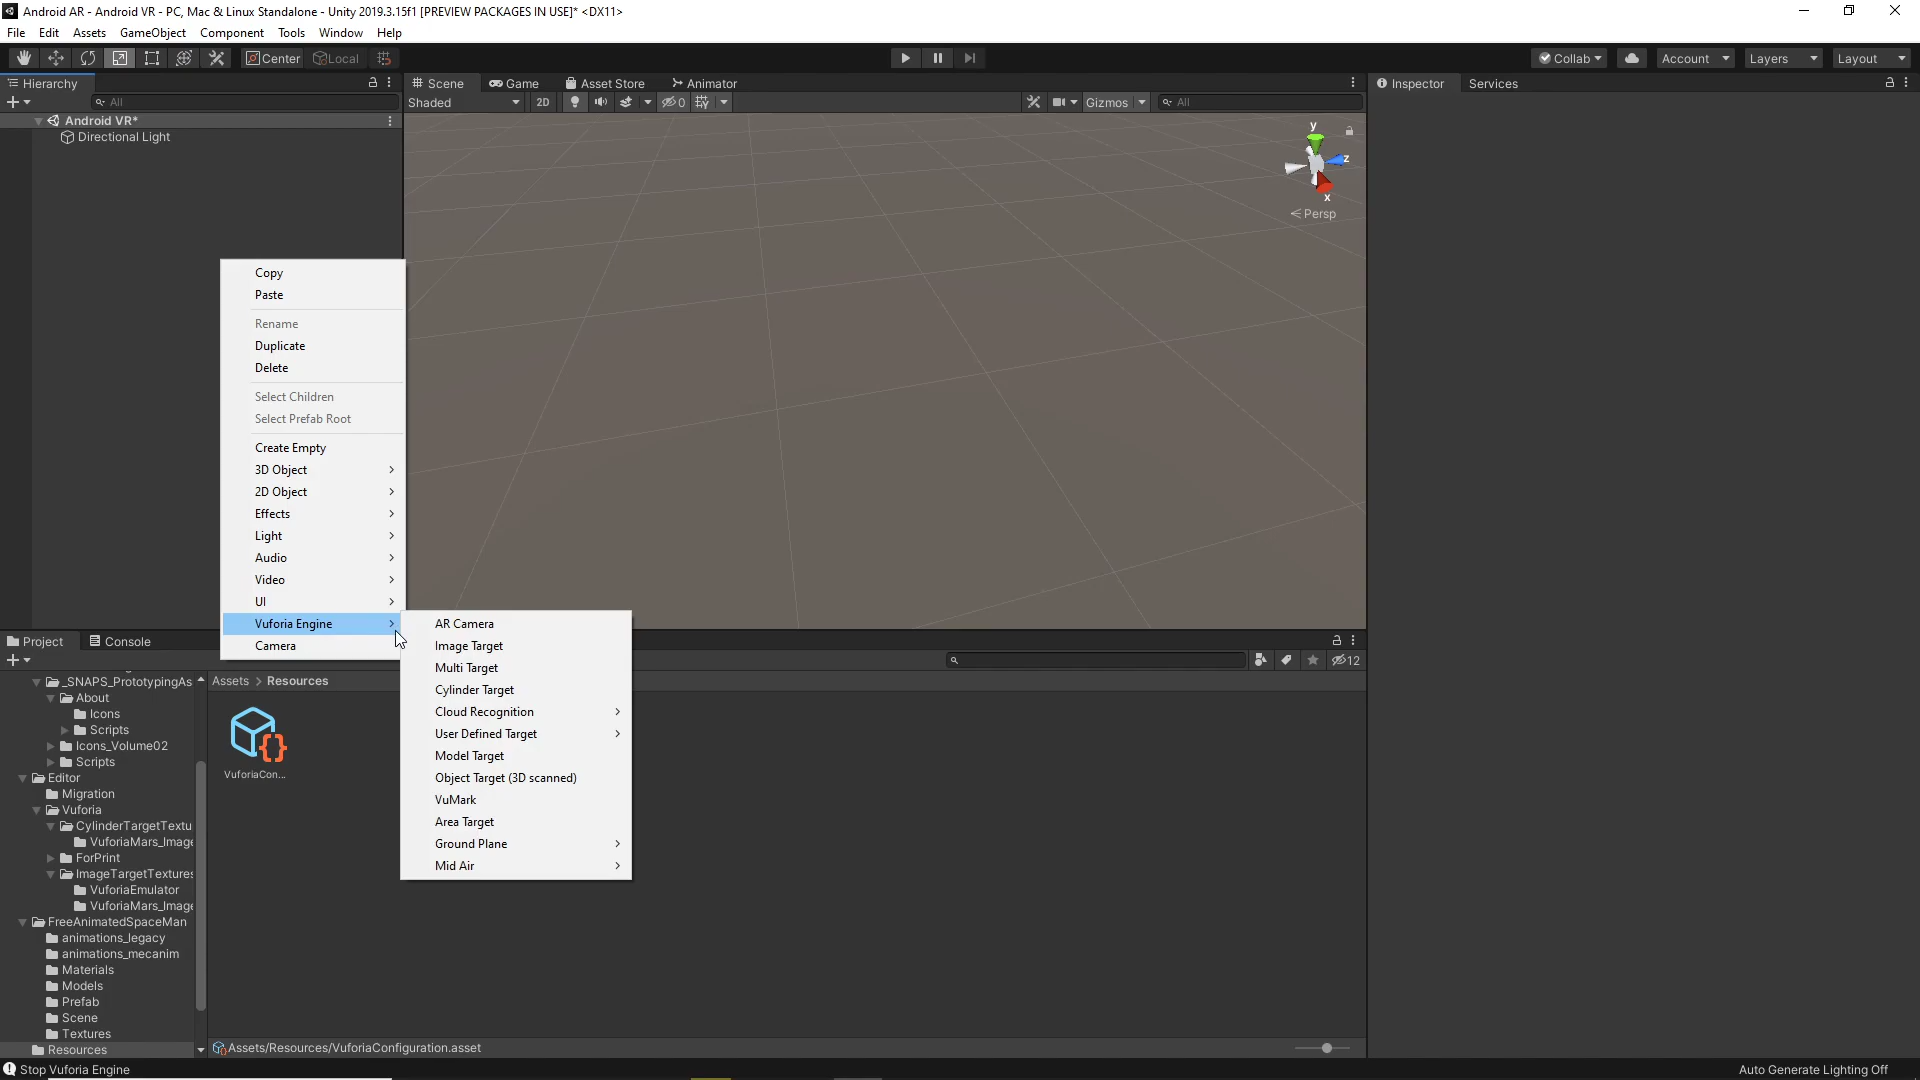 Android AR - Android VR - PC, Mac & Linux Standalone - Unity 2019.3.15f1 [PREVIEW PACKAGES IN USE]* <DX11>
File Edit Assets GameObject Component Tools Window Help
Center Local Collab Account Layers Layout
Hierarchy Scene Game Asset Store Animator Inspector Services
All Shaded 2D 0 Gizmos All
Android VR*
Directional Light
y
z
x
Persp
Copy
Paste
Rename
Duplicate
Delete
Select Children
Select Prefab Root
Create Empty
3D Object
2D Object
Effects
Light
Audio
Video
UI
Vuforia Engine
Camera
AR Camera
Image Target
Multi Target
Cylinder Target
Cloud Recognition
User Defined Target
Model Target
Object Target (3D scanned)
VuMark
Area Target
Ground Plane
Mid Air
Project Console
12
_SNAPS_PrototypingAs
About
Icons
Scripts
Icons_Volume02
Scripts
Editor
Migration
Vuforia
CylinderTargetTextu
VuforiaMars_Image
ForPrint
ImageTargetTextures
VuforiaEmulator
VuforiaMars_Image
FreeAnimatedSpaceMan
animations_legacy
animations_mecanim
Materials
Models
Prefab
Scene
Textures
Resources
Assets > Resources
VuforiaCon...
Assets/Resources/VuforiaConfiguration.asset
Stop Vuforia Engine
Auto Generate Lighting Off